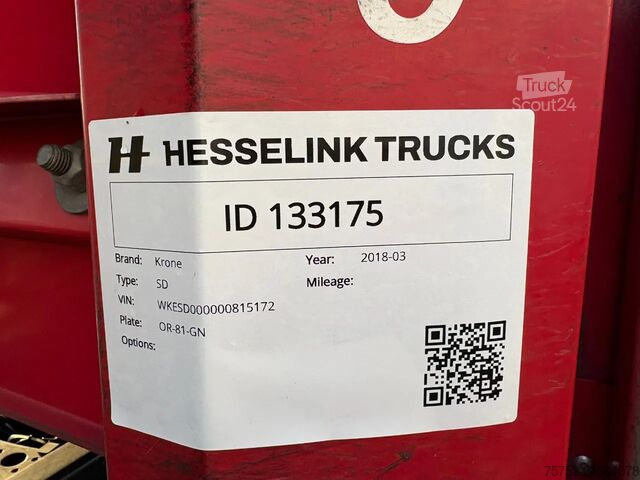 Truck
Scout24
HESSELINK TRUCKS
ID 133175
Brand: Krone Year: 2018-03
Type: SD Mileage:
VIN: WKESD000000815172
Plate: OR-81-GN
Options: